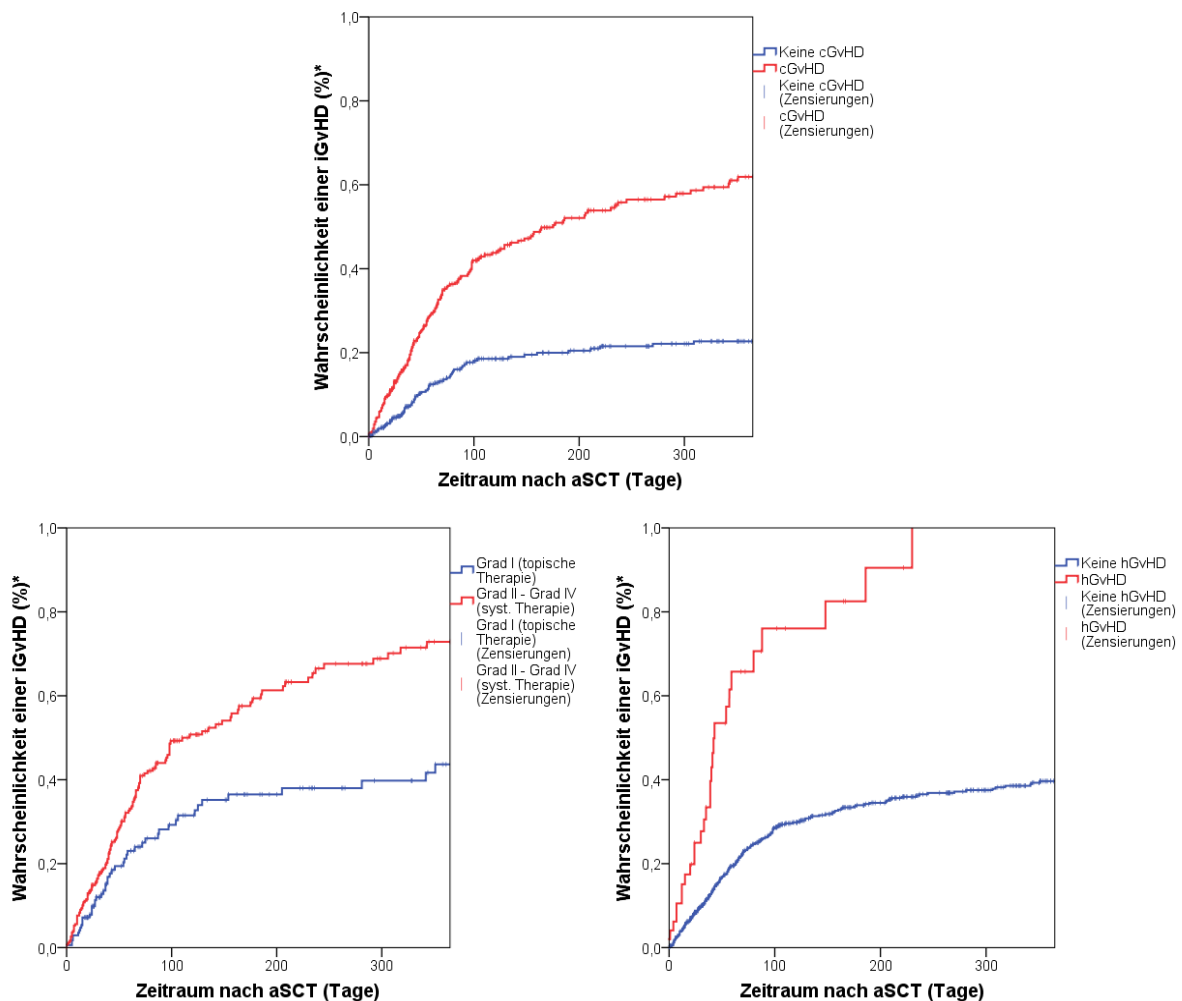 Wahrscheinlichkeit einer iGvHD (%)*
1,0
0,8
0,6
0,4
0,2
0,0
0
100
200
300
Zeitraum nach aSCT (Tage)
Keine cGvHD
cGvHD
Keine cGvHD
(Zensierungen)
cGvHD
(Zensierungen)
Wahrscheinlichkeit einer iGvHD (%)*
1,0
0,8
0,6
0,4
0,2
0,0
0
100
200
300
Zeitraum nach aSCT (Tage)
Grad I (topische
Therapie)
Grad II - Grad IV
(syst. Therapie)
Grad I (topische
Therapie)
(Zensierungen)
Grad II - Grad IV
(syst. Therapie)
(Zensierungen)
Wahrscheinlichkeit einer iGvHD (%)*
1,0
0,8
0,6
0,4
0,2
0,0
0
100
200
300
Zeitraum nach aSCT (Tage)
Keine hGvHD
hGvHD
Keine hGvHD
(Zensierungen)
hGvHD
(Zensierungen)